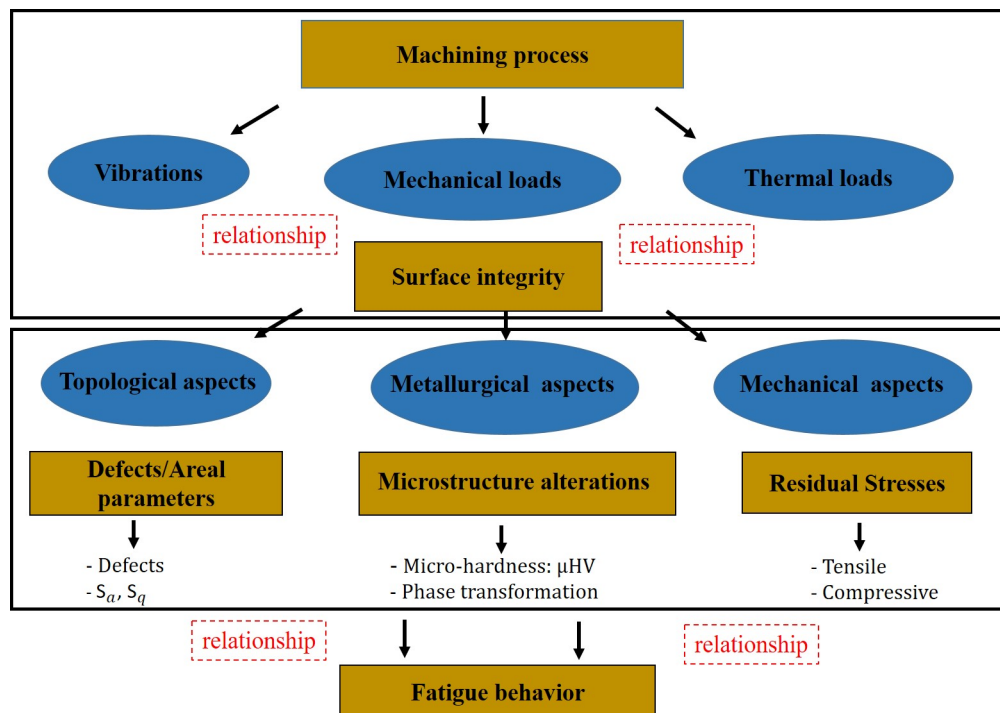 Machining process
Vibrations
Mechanical loads
Thermal loads
relationship
relationship
Surface integrity
Topological aspects
Metallurgical aspects
Mechanical aspects
Defects/Areal
parameters
Microstructure alterations
Residual Stresses
- Defects
- Sₐ, S_q
- Micro-hardness: μHV
- Phase transformation
- Tensile
- Compressive
relationship
relationship
Fatigue behavior